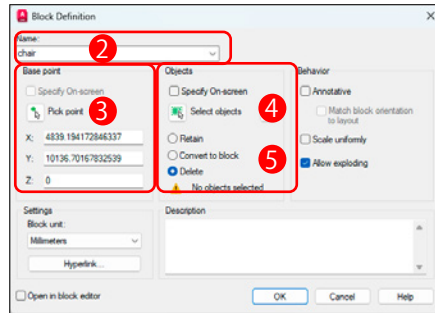 Block Definition
Name:
chair
2
Base point
Specify On-screen
Pick point
3
X: 4839.194172846337
Y: 10136.70167832539
Z: 0
Objects
Specify On-screen
Select objects
4
Retain
Convert to block
5
Delete
No objects selected
Behavior
Annotative
Match block orientation
to layout
Scale uniformly
Allow exploding
Settings
Block unit:
Millimeters
Hyperlink...
Description
Open in block editor
OK
Cancel
Help